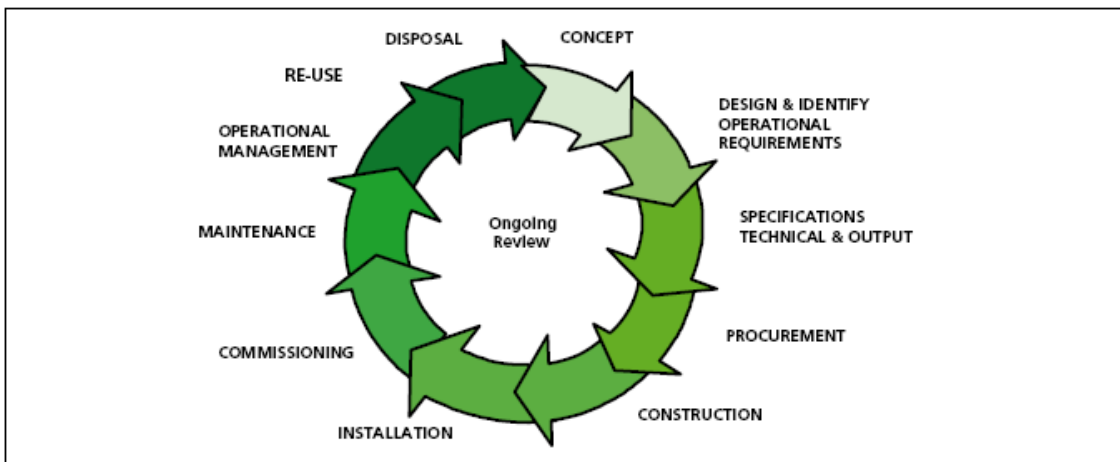 DISPOSAL
CONCEPT
RE-USE
DESIGN & IDENTIFY
OPERATIONAL
REQUIREMENTS
OPERATIONAL
MANAGEMENT
SPECIFICATIONS
TECHNICAL & OUTPUT
MAINTENANCE
Ongoing
Review
PROCUREMENT
COMMISSIONING
CONSTRUCTION
INSTALLATION